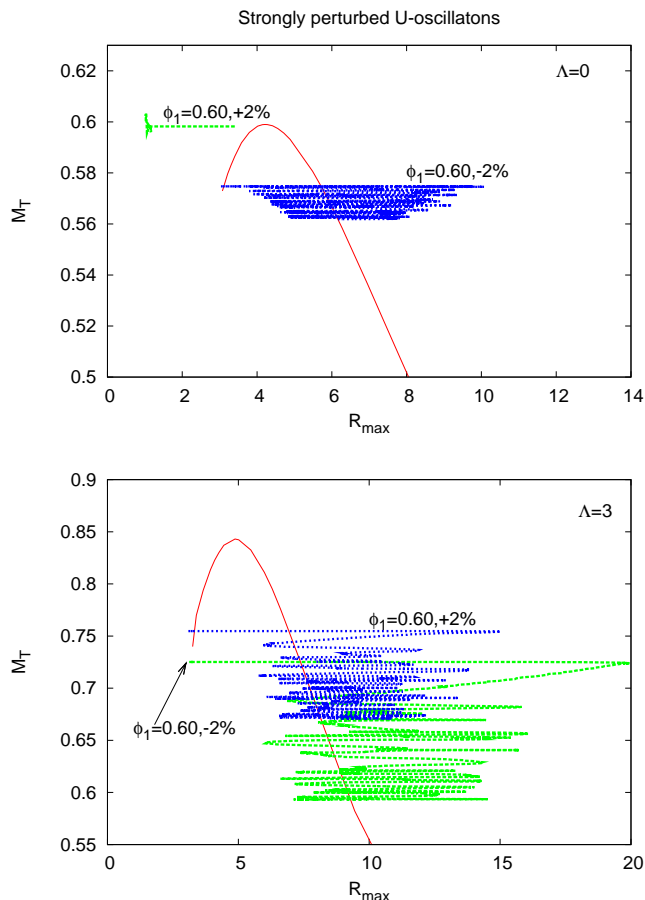 Strongly perturbed U-oscillatons
Λ=0
ϕ1=0.60,+2%
ϕ1=0.60,-2%
0.62
0.6
0.58
0.56
0.54
0.52
0.5
M_T
0 2 4 6 8 10 12 14
R_max
Λ=3
ϕ1=0.60,+2%
ϕ1=0.60,-2%
0.9
0.85
0.8
0.75
0.7
0.65
0.6
0.55
M_T
0 5 10 15 20
R_max